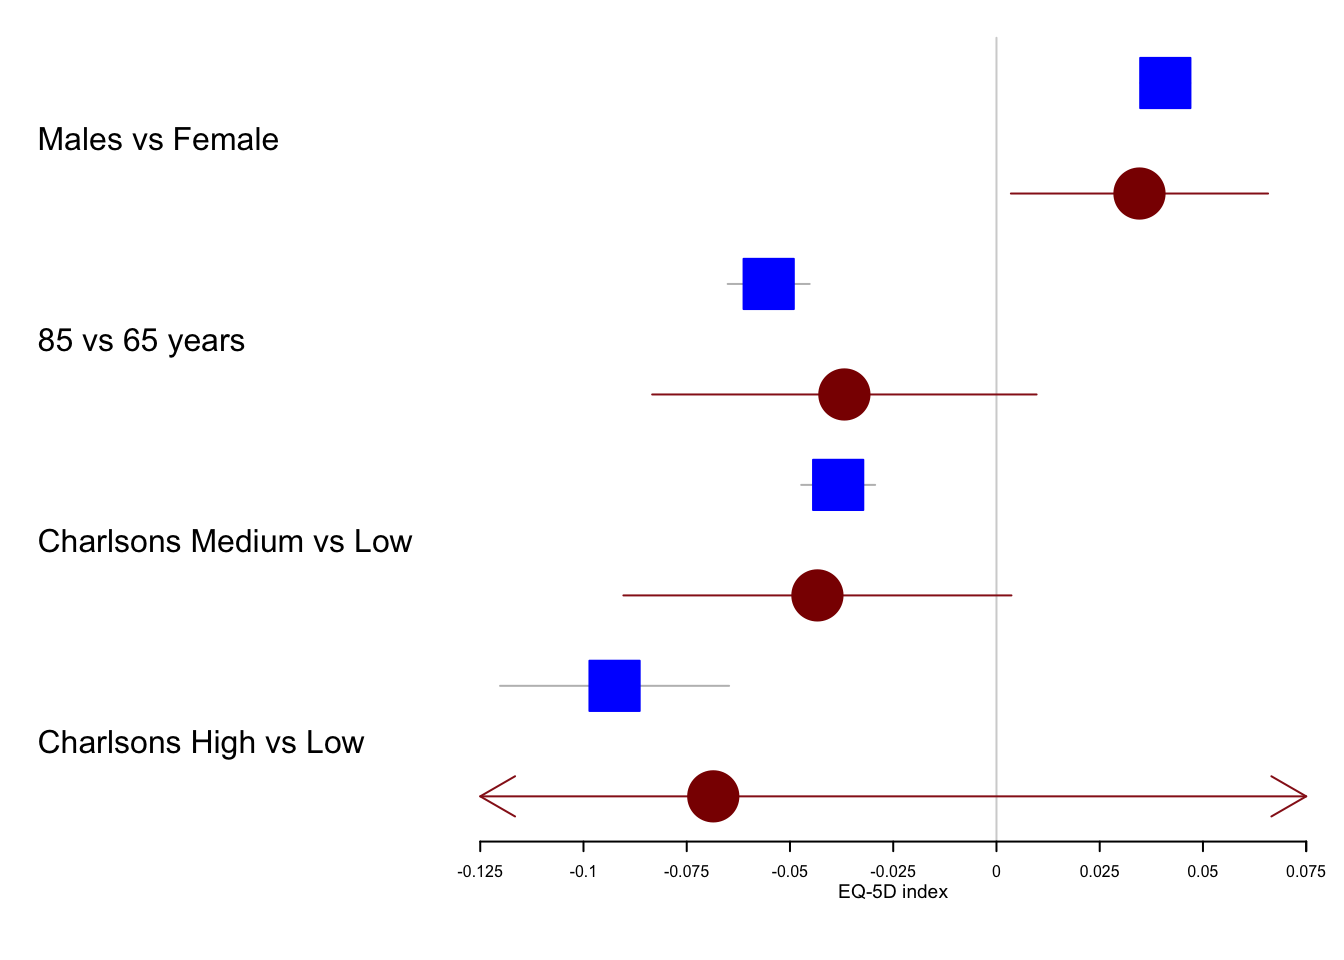 Males vs Female
85 vs 65 years
Charlsons Medium vs Low
Charlsons High vs Low
-0.125 -0.1 -0.075 -0.05 -0.025 0 0.025 0.05 0.075
EQ-5D index